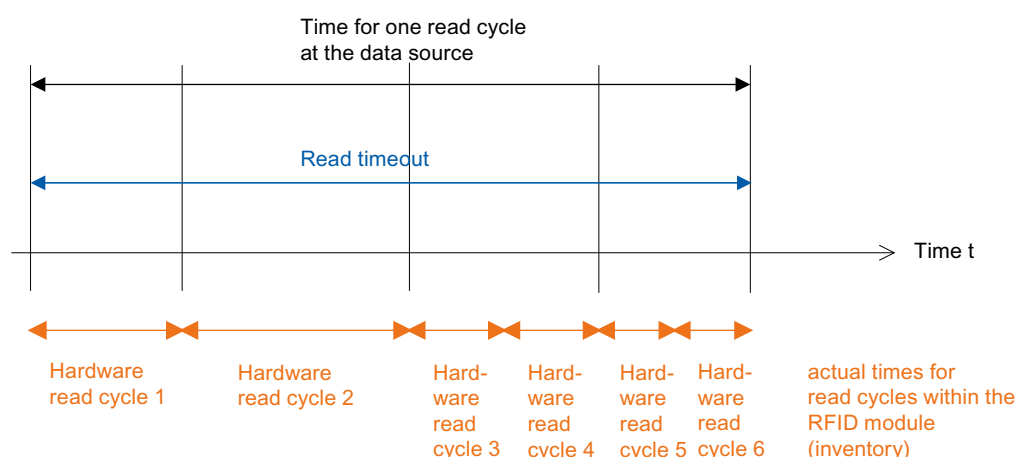 Time for one read cycle
at the data source
Read timeout
Time t
Hardware
read cycle 1
Hardware
read cycle 2
Hard-
ware
read
cycle 3
Hard-
ware
read
cycle 4
Hard-
ware
read
cycle 5
Hard-
ware
read
cycle 6
actual times for
read cycles within the
RFID module
(inventory)